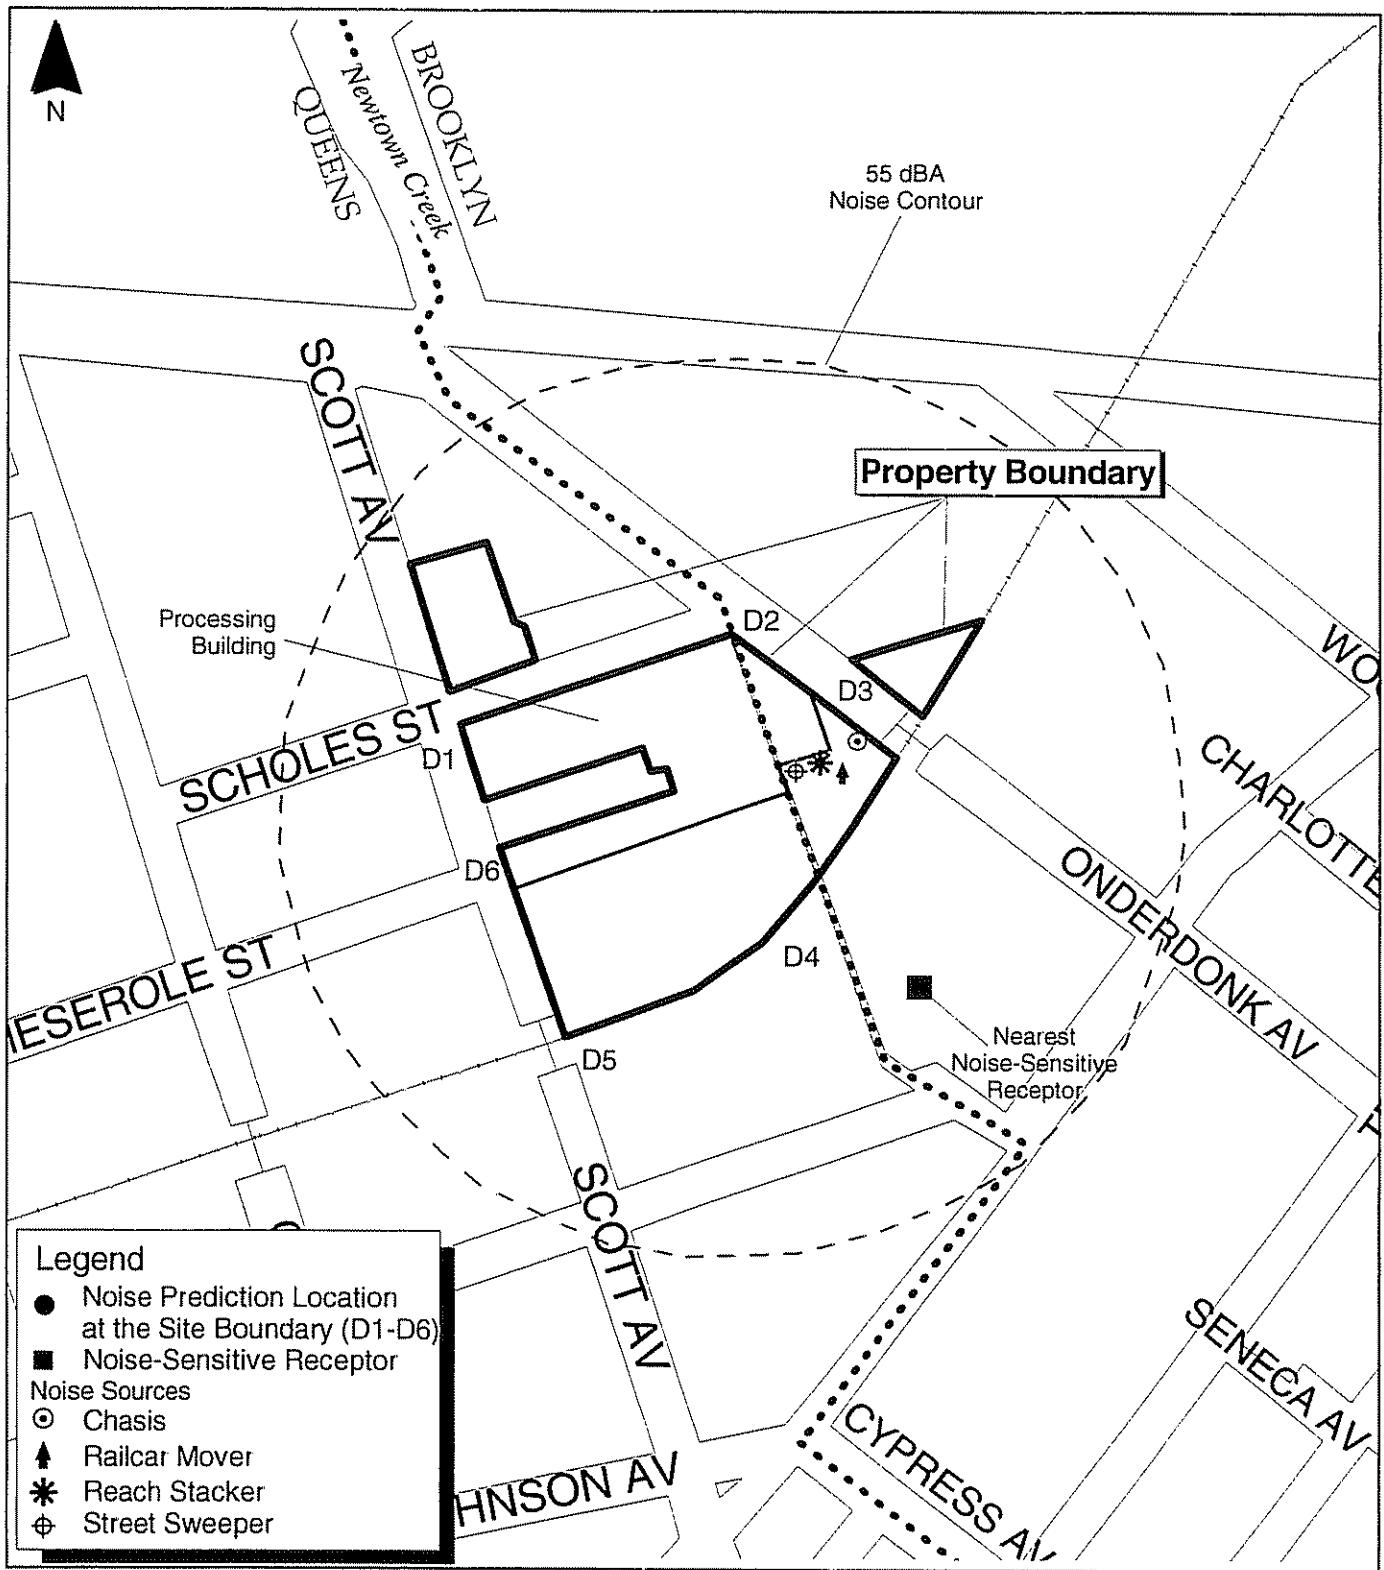 N
QUEENS
Newtown Creek
BROOKLYN
55 dBA
Noise Contour
SCOTT AV
Property Boundary
Processing
Building
D2
D3
D1
SCHOLES ST
CHARLOTTE
D6
ONDERDONK AV
MESEROLE ST
D4
D5
Nearest
Noise-Sensitive
Receptor
SCOTT AV
SENECA AV
CYPRESS AV
HNSON AV
Legend
Noise Prediction Location
at the Site Boundary (D1-D6)
Noise-Sensitive Receptor
Noise Sources
Chasis
Railcar Mover
Reach Stacker
Street Sweeper